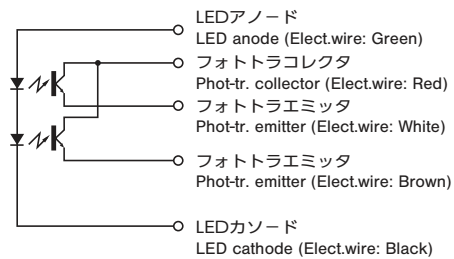 LEDアノード
LED anode (Elect.wire: Green)
フォトトラコレクタ
Phot-tr. collector (Elect.wire: Red)
フォトトラエミッタ
Phot-tr. emitter (Elect.wire: White)
フォトトラエミッタ
Phot-tr. emitter (Elect.wire: Brown)
LEDカソード
LED cathode (Elect.wire: Black)